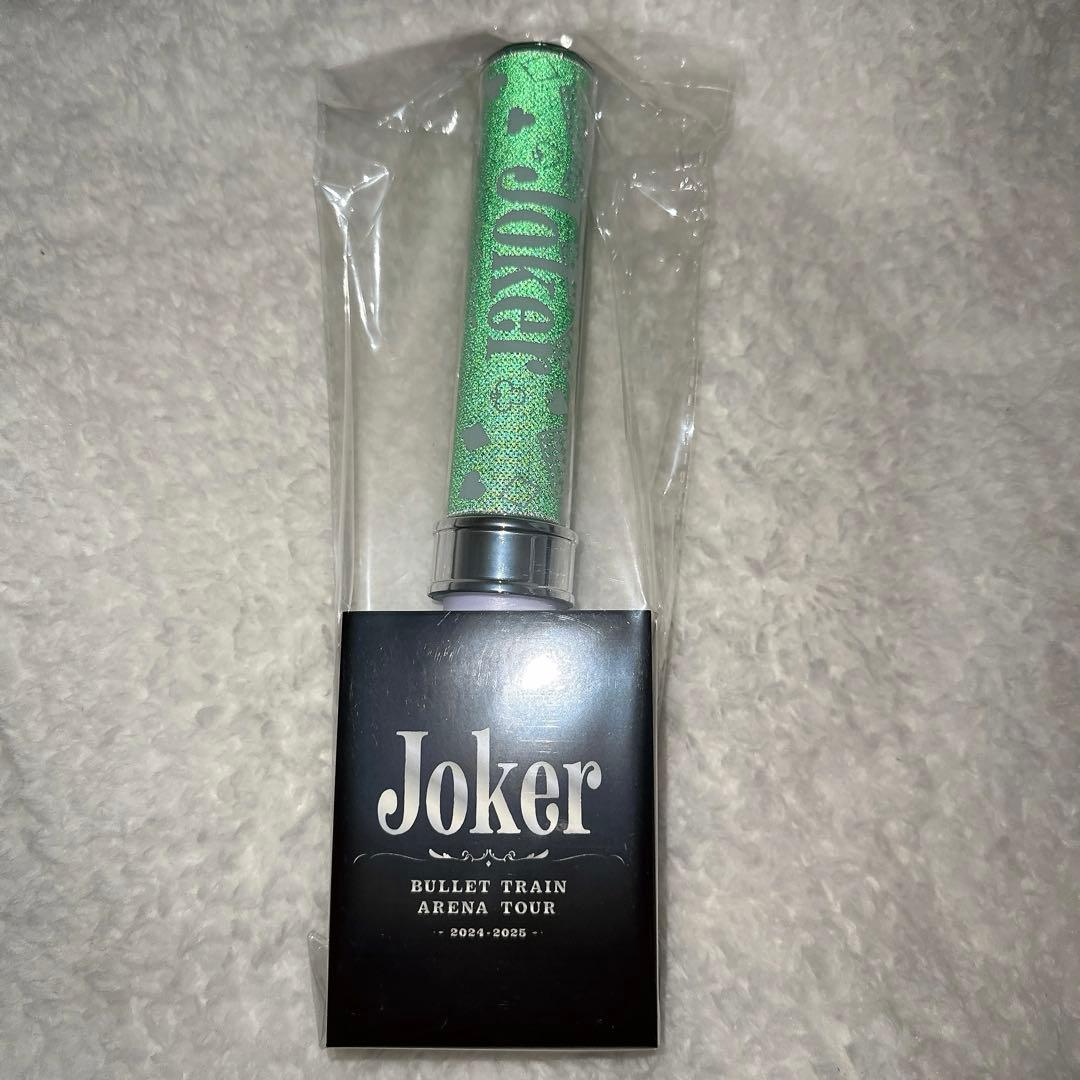 Joker
Joker
BULLET TRAIN
ARENA TOUR
2024-2025